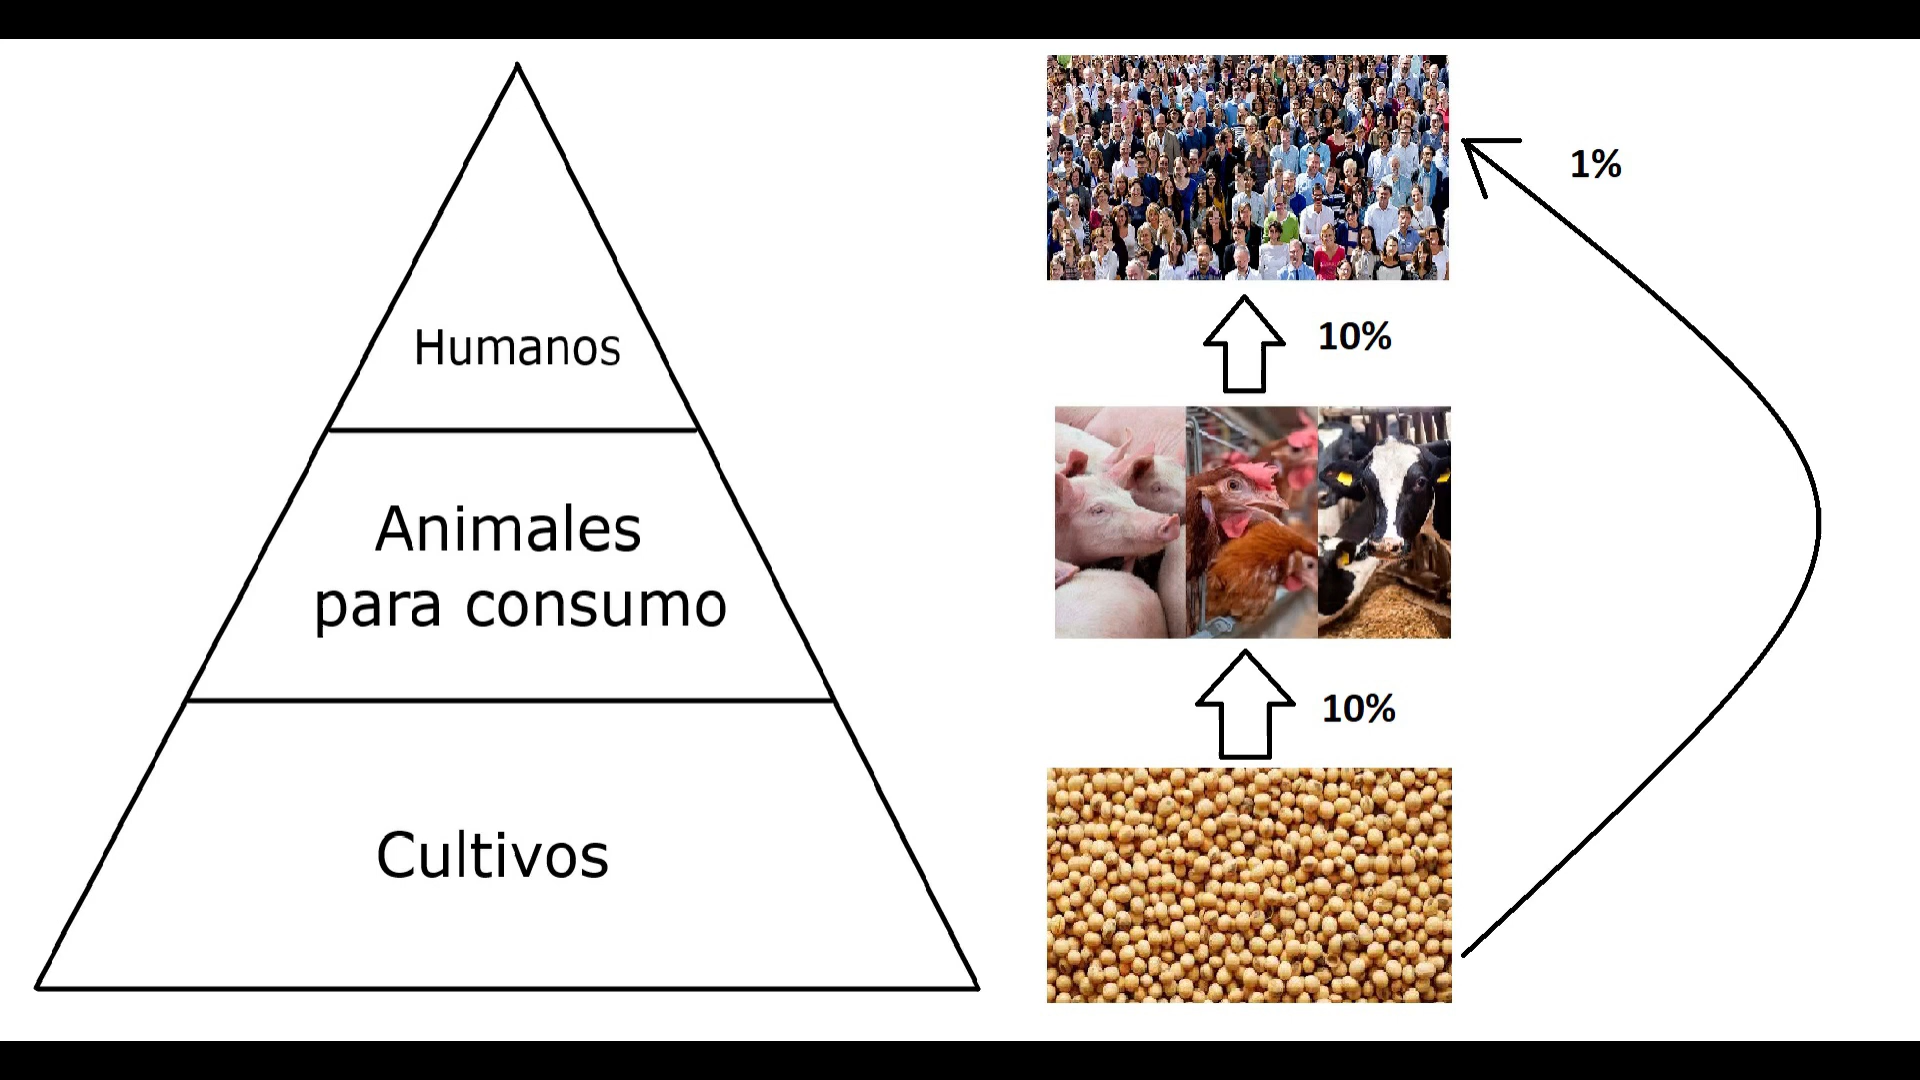 Humanos
Animales
para consumo
Cultivos
1%
10%
10%